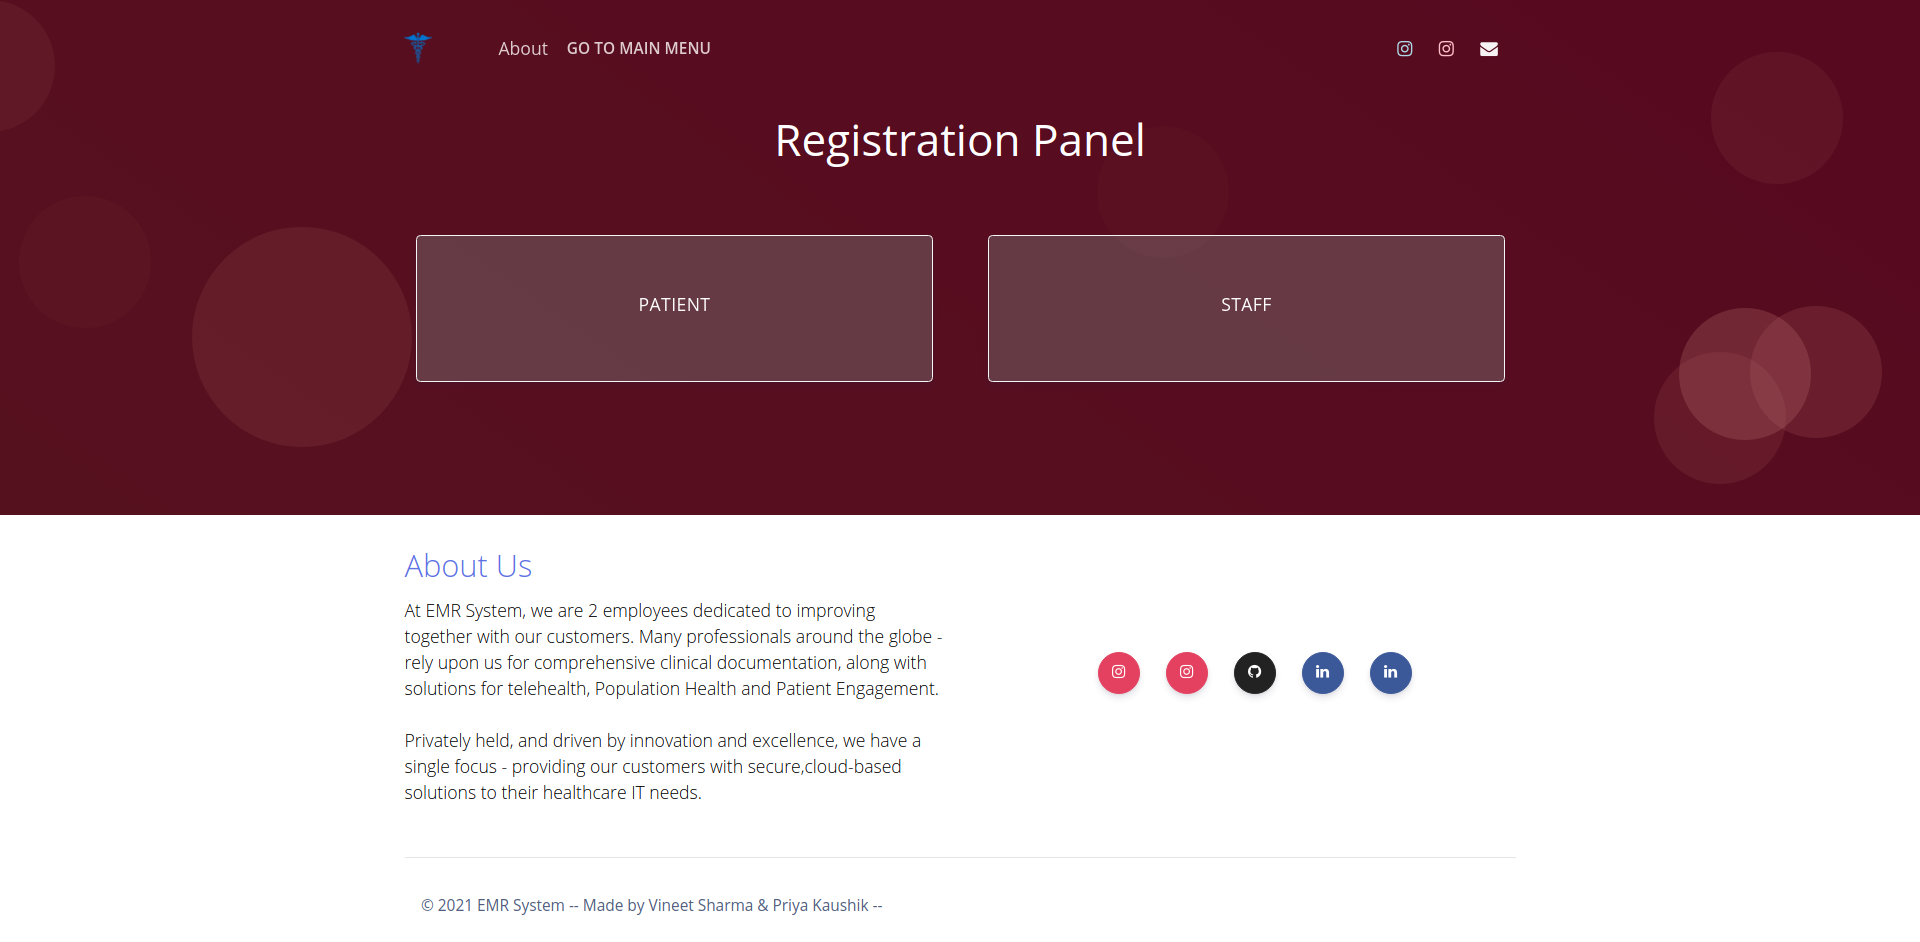 About GO TO MAIN MENU
Registration Panel
PATIENT
STAFF
About Us
At EMR System, we are 2 employees dedicated to improving
together with our customers. Many professionals around the globe -
rely upon us for comprehensive clinical documentation, along with
solutions for telehealth, Population Health and Patient Engagement.
Privately held, and driven by innovation and excellence, we have a
single focus - providing our customers with secure,cloud-based
solutions to their healthcare IT needs.
© 2021 EMR System -- Made by Vineet Sharma & Priya Kaushik --